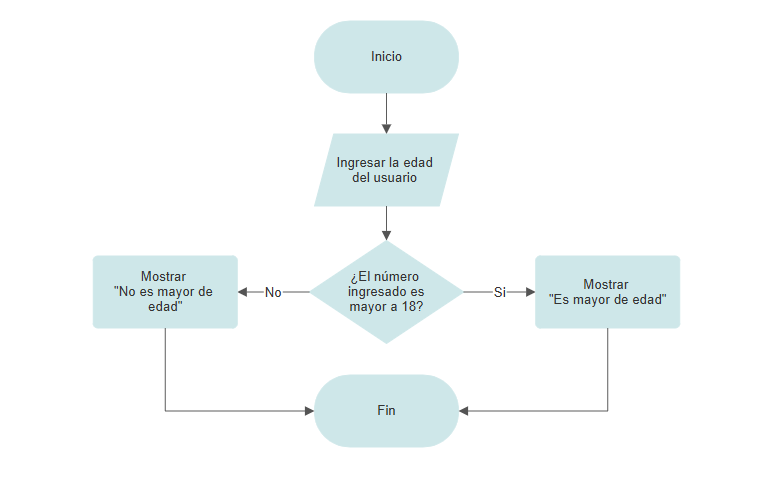 Inicio
Ingresar la edad
del usuario
¿El número
ingresado es
mayor a 18?
No
Si
Mostrar
"No es mayor de
edad"
Mostrar
"Es mayor de edad"
Fin